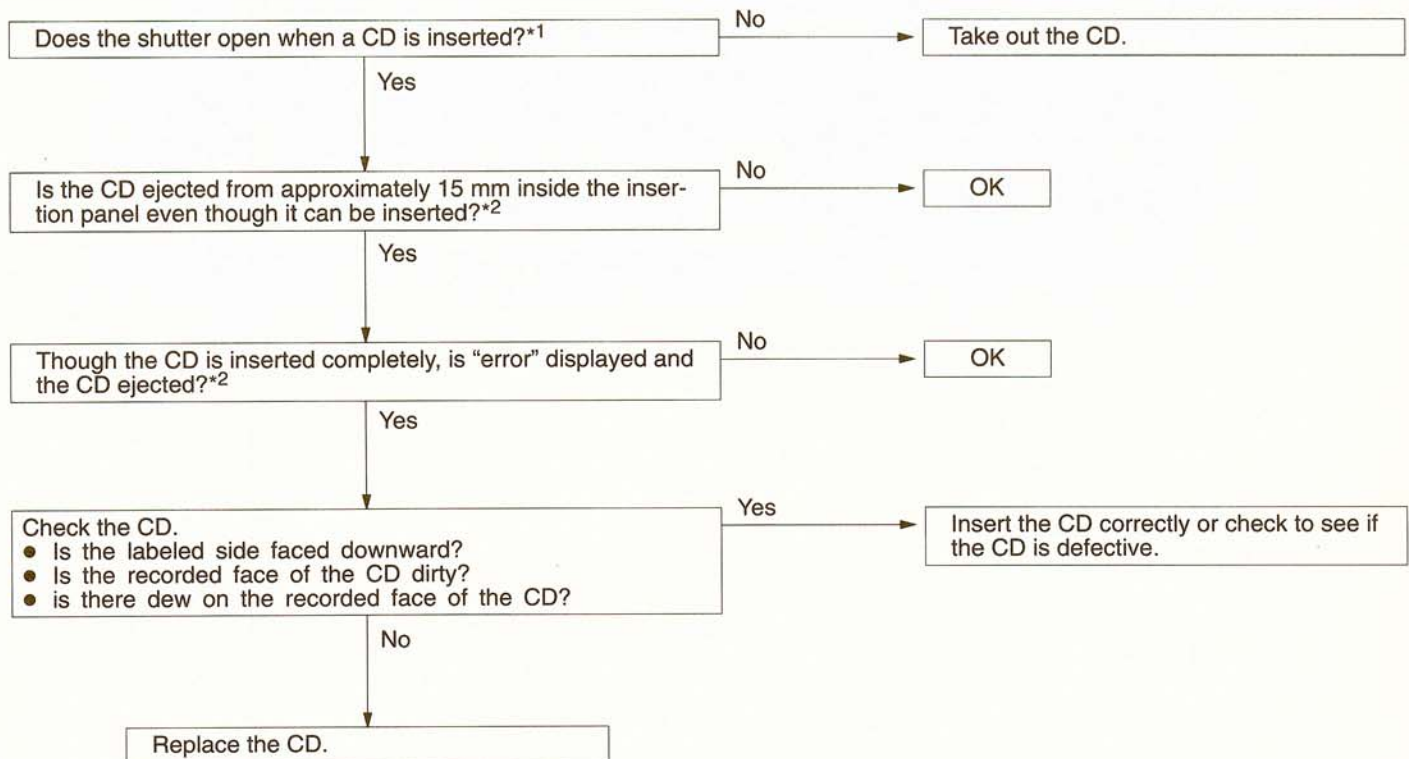 Does the shutter open when a CD is inserted?*1
No
Take out the CD.
Yes
Is the CD ejected from approximately 15 mm inside the inser-
tion panel even though it can be inserted?*2
No
OK
Yes
Though the CD is inserted completely, is “error” displayed and
the CD ejected?*2
No
OK
Yes
Check the CD.
● Is the labeled side faced downward?
● Is the recorded face of the CD dirty?
● is there dew on the recorded face of the CD?
Yes
Insert the CD correctly or check to see if
the CD is defective.
No
Replace the CD.